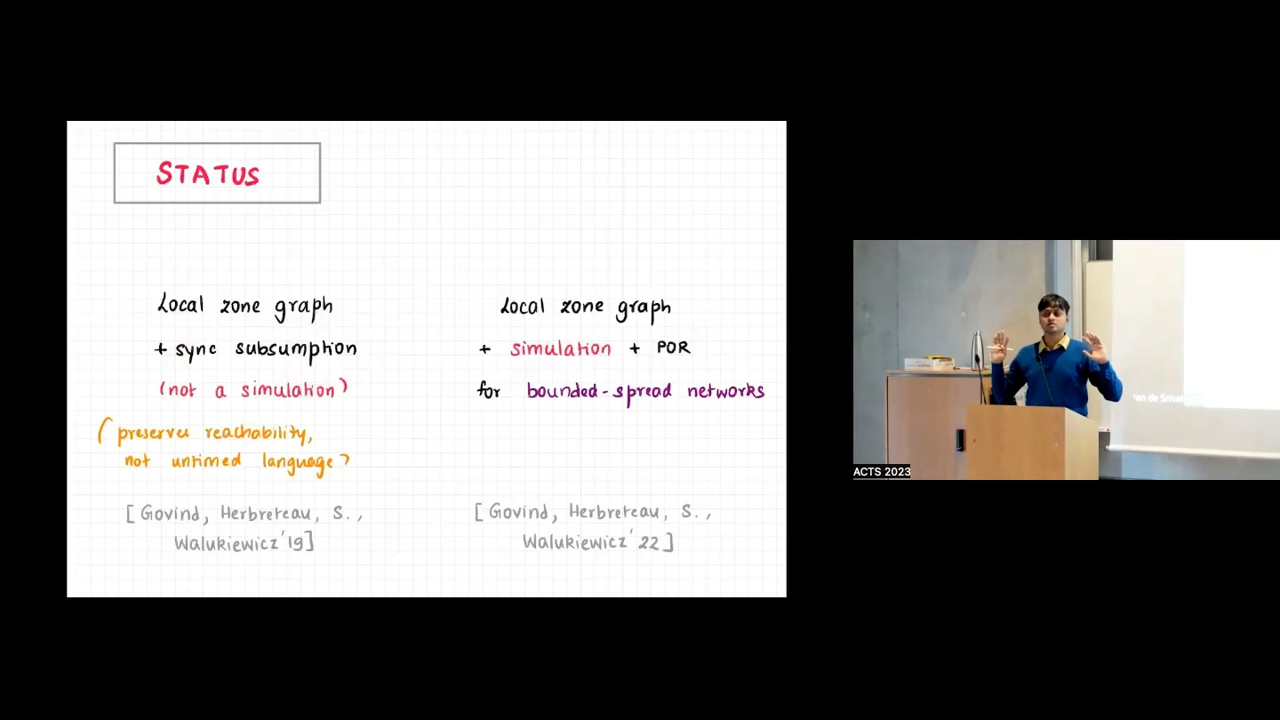 STATUS
Local zone graph
+ sync subsumption
(not a simulation)
(preserves reachability,
not untimed language)
[Govind, Herbreteau, S.,
Walukiewicz'19]
Local zone graph
+ simulation + POR
for bounded-spread networks
[Govind, Herbreteau, S.,
Walukiewicz'22]
ACTS 2023